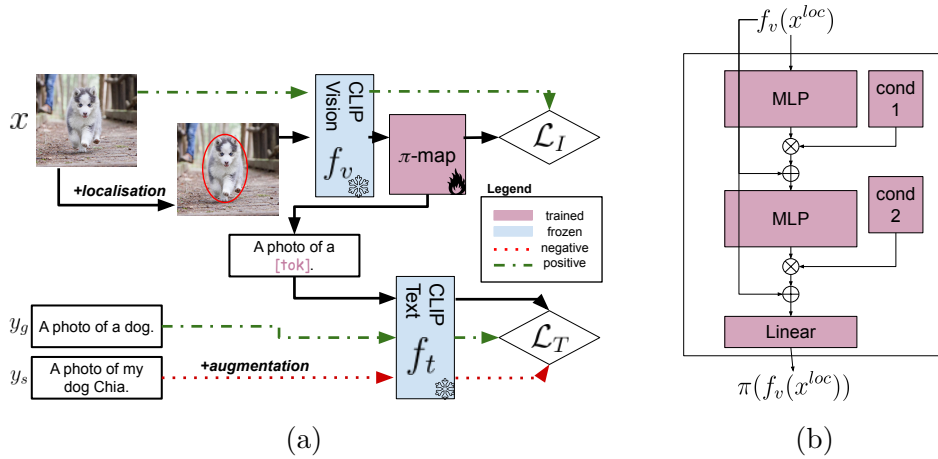 x
+localisation
CLIP
Vision
f_v
π-map
ℒ_I
A photo of a
[tok].
Legend
trained
frozen
negative
positive
y_g
A photo of a dog.
y_s
A photo of my
dog Chia.
+augmentation
CLIP
Text
f_t
ℒ_T
(a)
f_v(x^{loc})
MLP
cond
1
MLP
cond
2
Linear
π(f_v(x^{loc}))
(b)